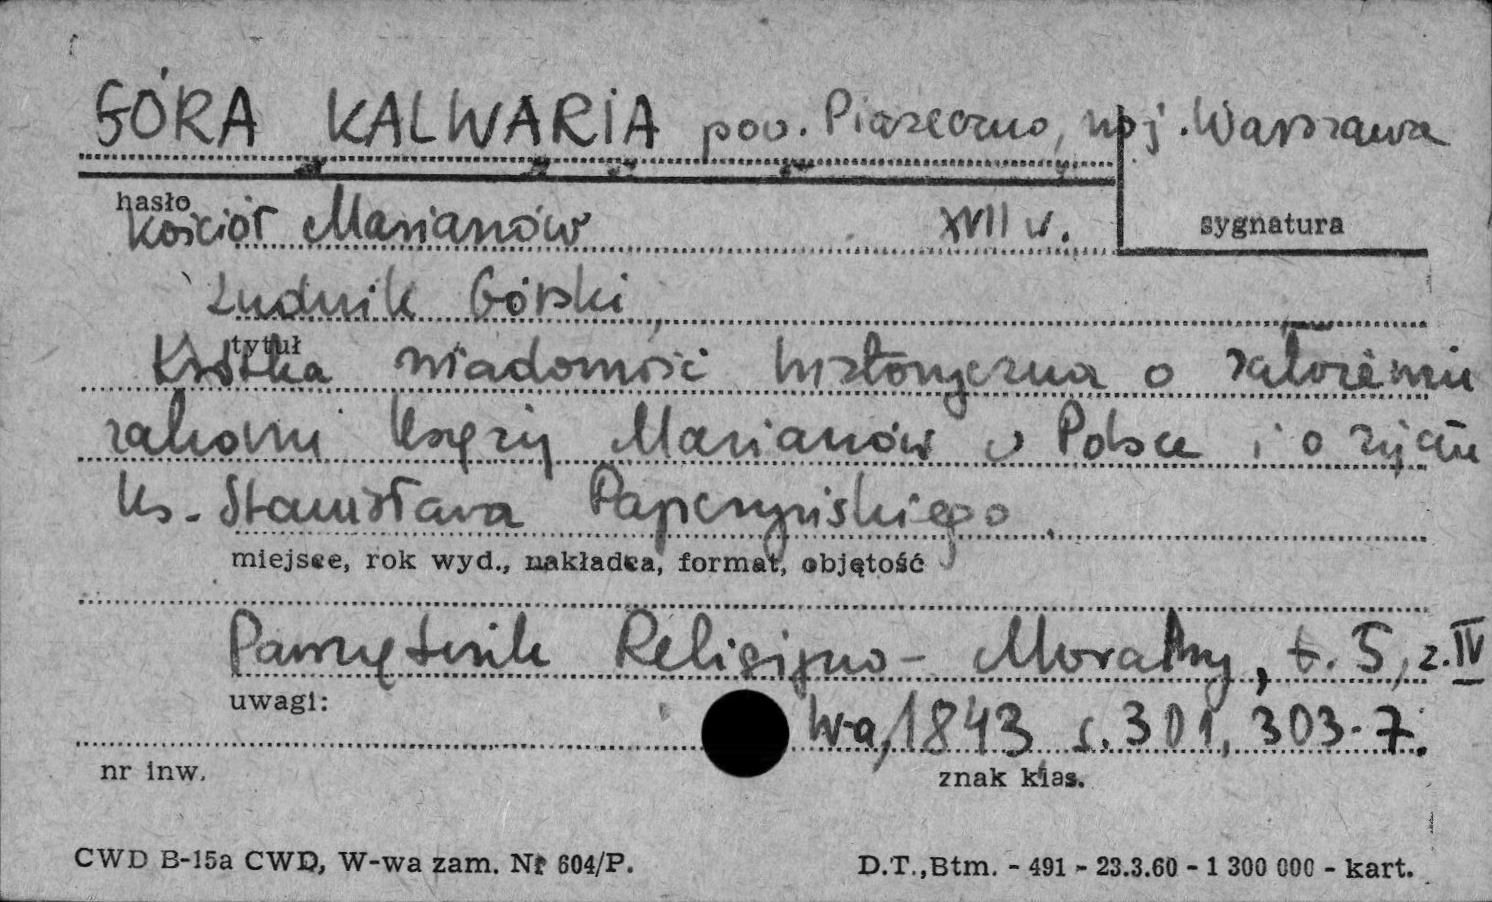 GÓRA KALWARIA pow. Piaseczno, woj. Warszawa
hasło
Kościół Marianów XVII w.
sygnatura
Ludwik Górski,
tytuł
Krótka wiadomość historyczna o założeniu
zakonu księży Marianów w Polsce i o życiu
ks. Stanisława Papczyńskiego.
miejsce, rok wyd., nakładca, format, objętość
Pamiętnik Religijno-Moralny, t. 5, z. IV
uwagi:
W-a, 1843 s. 301, 303-7.
nr inw.
znak klas.
CWD B-15a CWD, W-wa zam. Nr 604/P.
D.T., Btm. - 491 - 23.3.60 - 1 300 000 - kart.